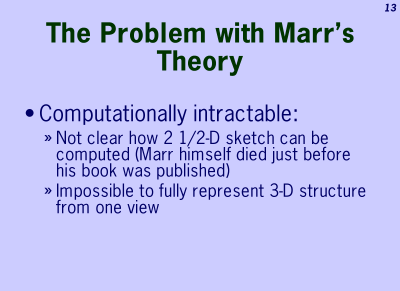 13
The Problem with Marr's
Theory
• Computationally intractable:
» Not clear how 2 1/2-D sketch can be
computed (Marr himself died just before
his book was published)
» Impossible to fully represent 3-D structure
from one view